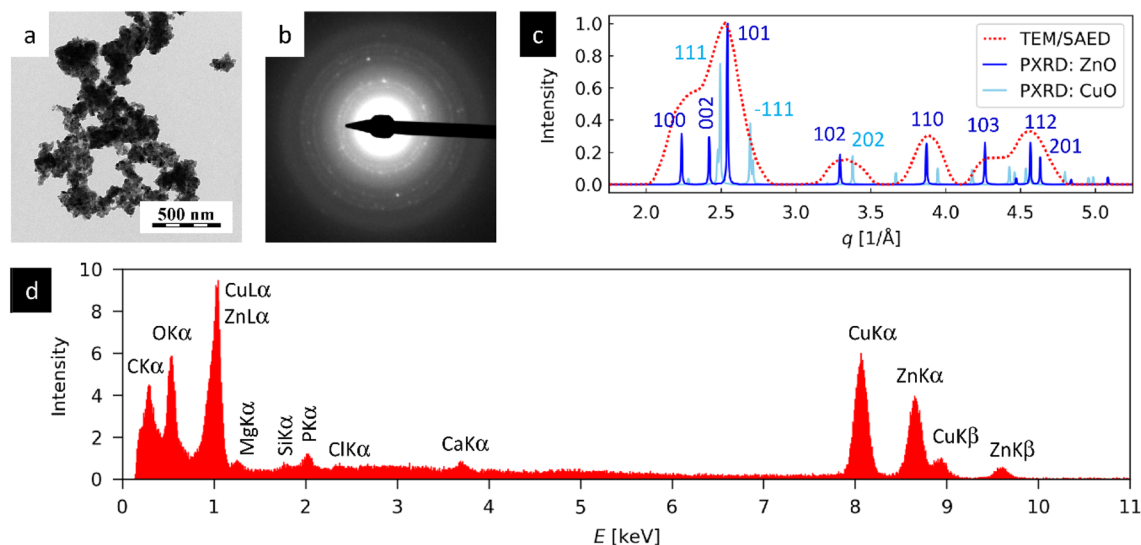 a
500 nm
b
c
Intensity
1.0
0.8
0.6
0.4
0.2
0.0
100
002
111
101
-111
102
202
110
103
112
201
TEM/SAED
PXRD: ZnO
PXRD: CuO
2.0 2.5 3.0 3.5 4.0 4.5 5.0
q [1/Å]
d
Intensity
10
8
6
4
2
0
CKα
OKα
CuLα
ZnLα
MgKα
SiKα
PKα
ClKα
CaKα
CuKα
ZnKα
CuKβ
ZnKβ
0 1 2 3 4 5 6 7 8 9 10 11
E [keV]